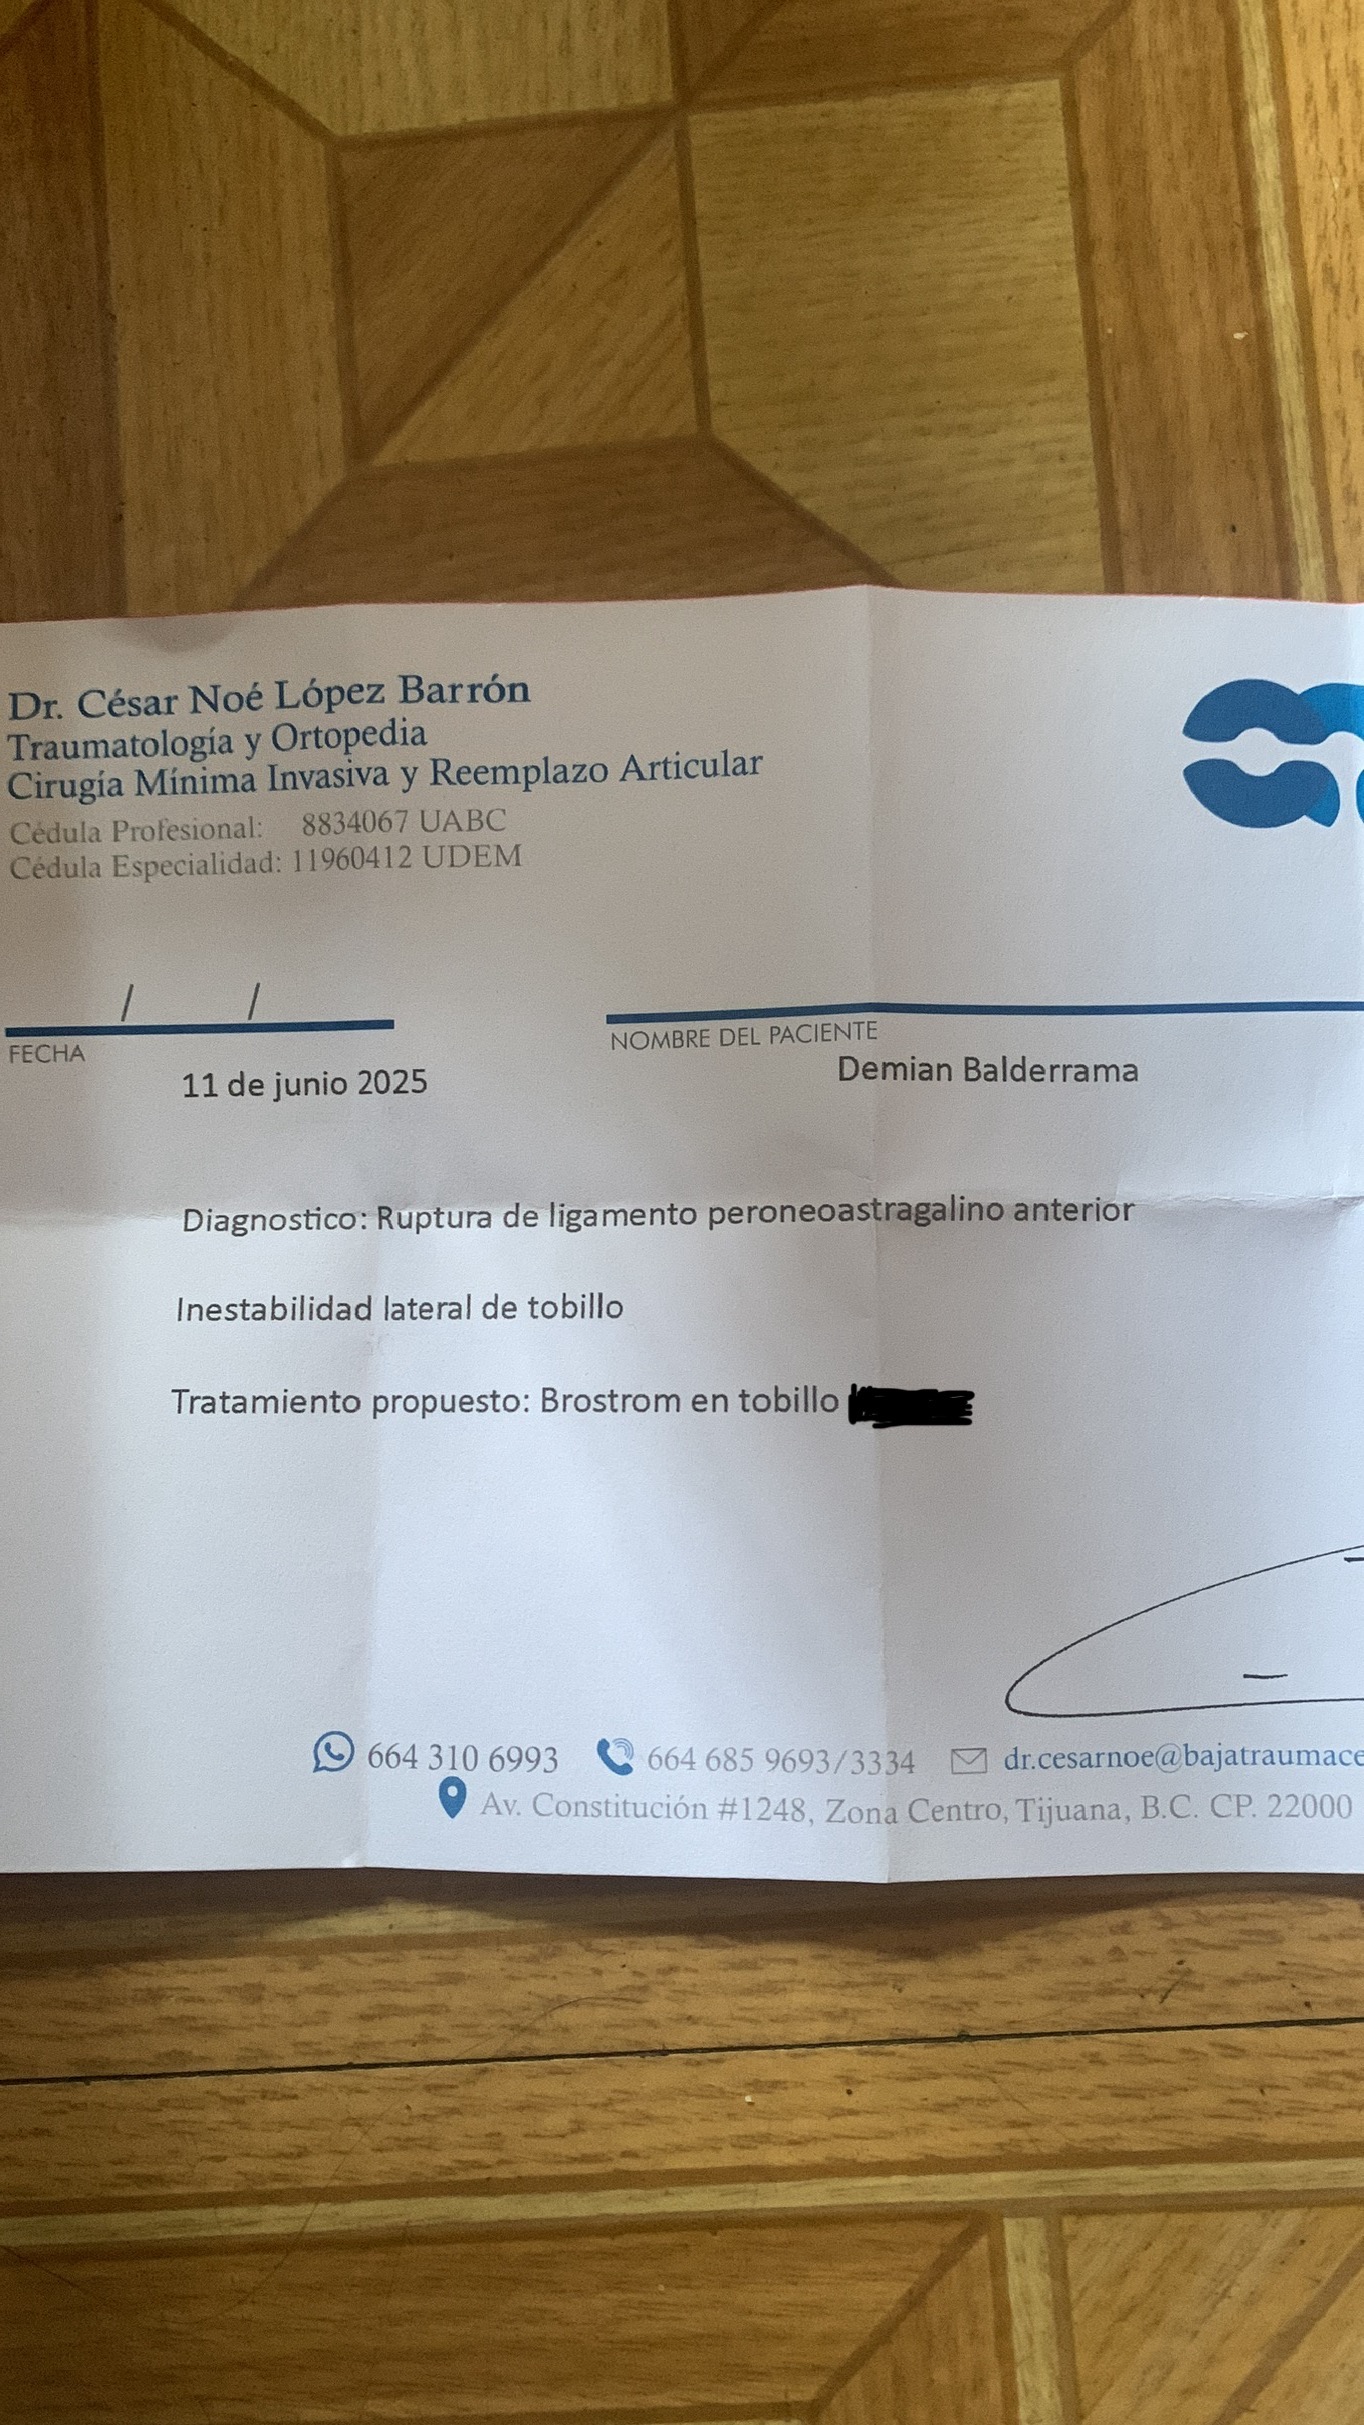 Dr. César Noé López Barrón
Traumatología y Ortopedia
Cirugía Mínima Invasiva y Reemplazo Articular
Cédula Profesional: 8834067 UABC
Cédula Especialidad: 11960412 UDEM
/ /
FECHA
NOMBRE DEL PACIENTE
11 de junio 2025
Demian Balderrama
Diagnostico: Ruptura de ligamento peroneoastragalino anterior
Inestabilidad lateral de tobillo
Tratamiento propuesto: Brostrom en tobillo
664 310 6993 664 685 9693/3334 dr.cesarnoe@bajatraumace
Av. Constitución #1248, Zona Centro, Tijuana, B.C. CP. 22000